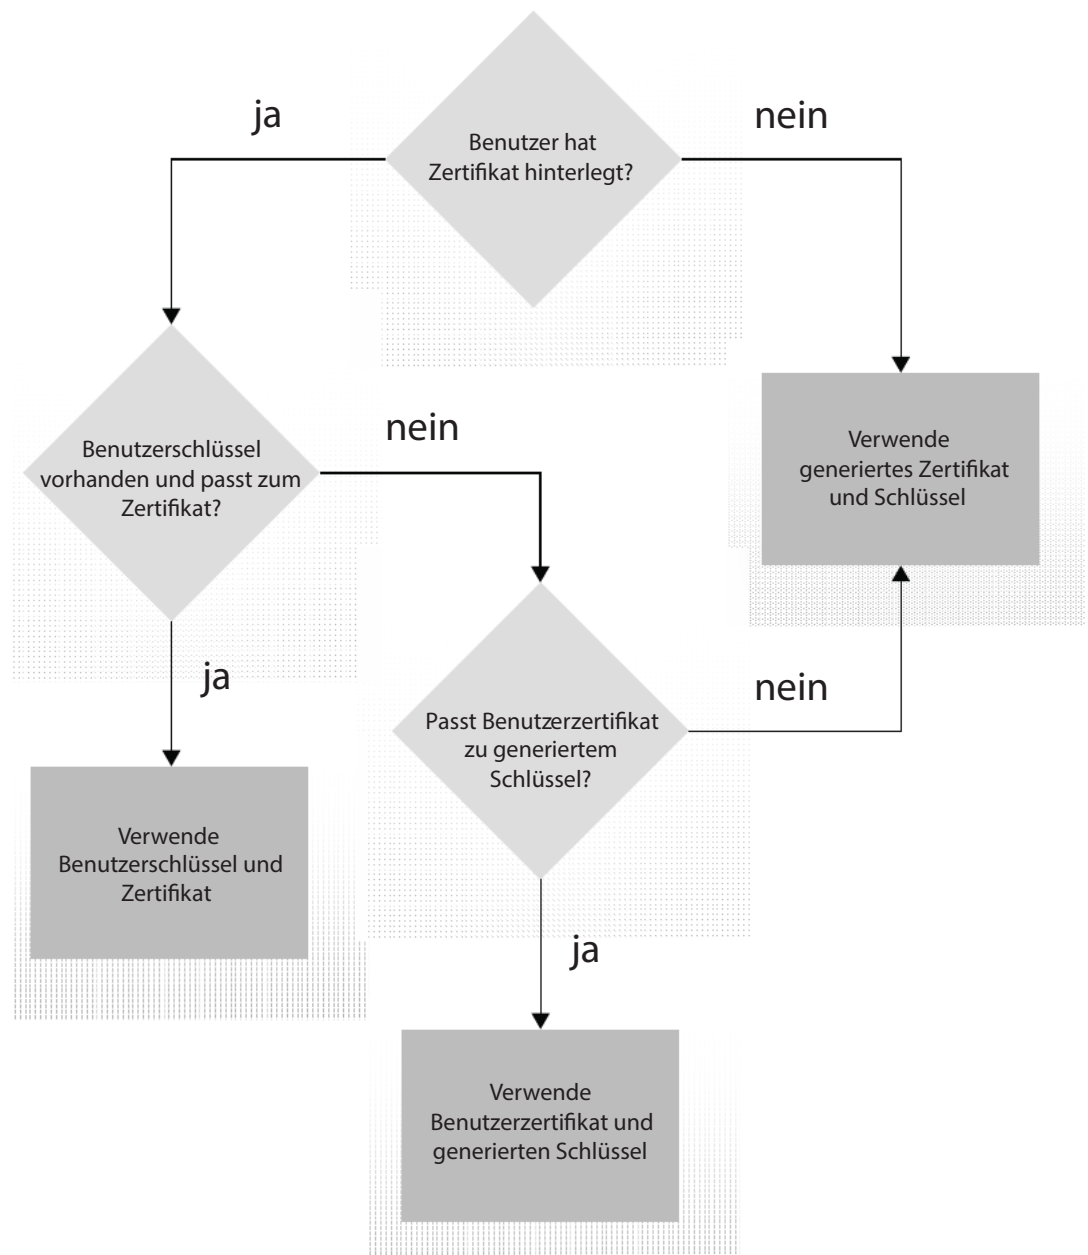 ja
nein
Benutzer hat
Zertifikat hinterlegt?
nein
Benutzerschlüssel
vorhanden und passt zum
Zertifikat?
Verwende
generiertes Zertifikat
und Schlüssel
ja
nein
Passt Benutzerzertifikat
zu generiertem
Schlüssel?
Verwende
Benutzerschlüssel und
Zertifikat
ja
Verwende
Benutzerzertifikat und
generierten Schlüssel